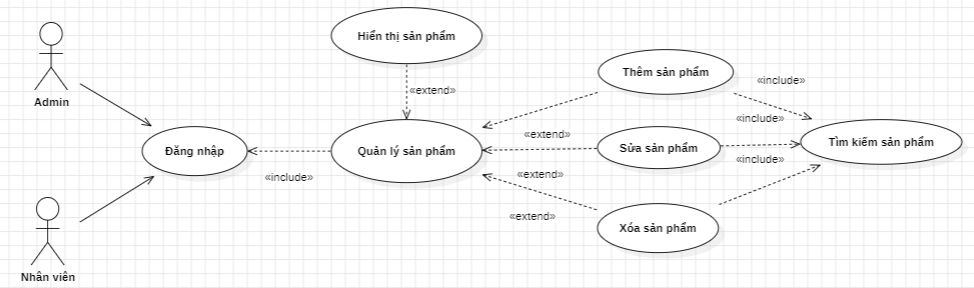 Hiển thị sản phẩm
Admin
«extend»
Thêm sản phẩm
«include»
«include»
Đăng nhập
Quản lý sản phẩm
«extend»
Sửa sản phẩm
Tìm kiếm sản phẩm
«include»
«include»
«extend»
«extend»
Xóa sản phẩm
Nhân viên